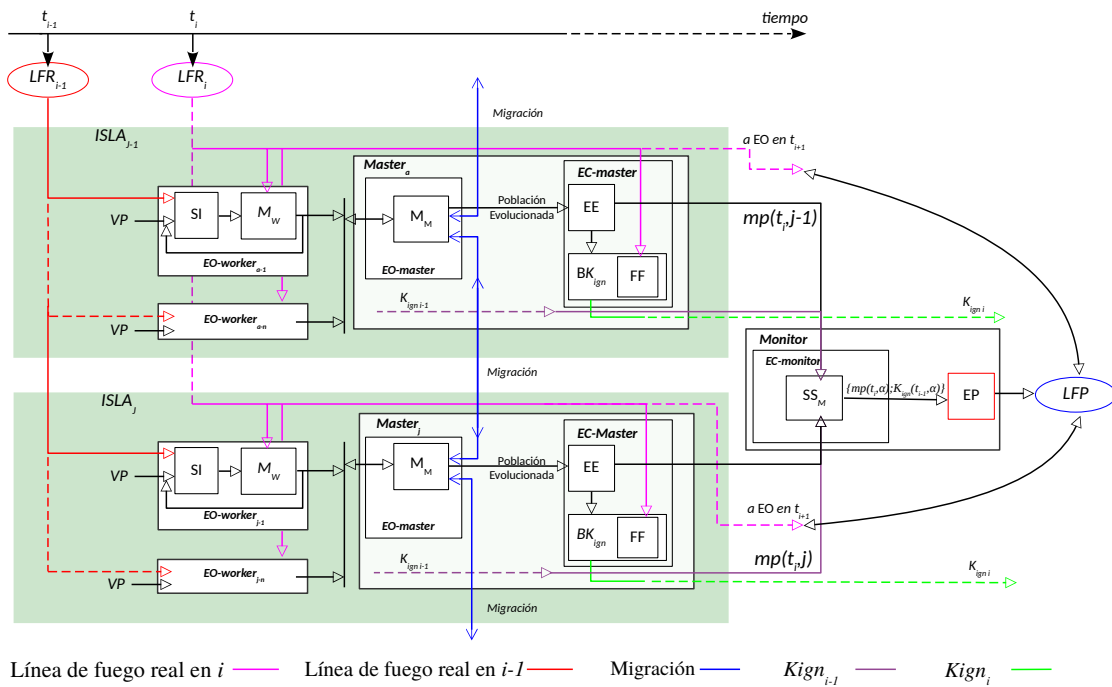 t i-1
t i
tiempo
LFR i-1
LFR i
Migración
ISLA j-1
a EO en t i+1
Master a
EC-master
SI
M W
VP
EO-worker a-1
M M
EO-master
Población
Evolucionada
EE
BK ign
FF
mp(t i ,j-1)
K ign i-1
K ign i
VP
EO-worker a-n
Monitor
EC-monitor
SS M
{mp(t i ,α);K ign (t i-1 ,α)}
EP
LFP
Migración
ISLA j
Master j
EC-Master
SI
M W
VP
EO-worker j-1
M M
EO-master
Población
Evolucionada
EE
BK ign
FF
a EO en t i+1
mp(t i ,j)
K ign i-1
K ign i
VP
EO-worker j-n
Migración
Línea de fuego real en i
Línea de fuego real en i-1
Migración
Kign i-1
Kign i